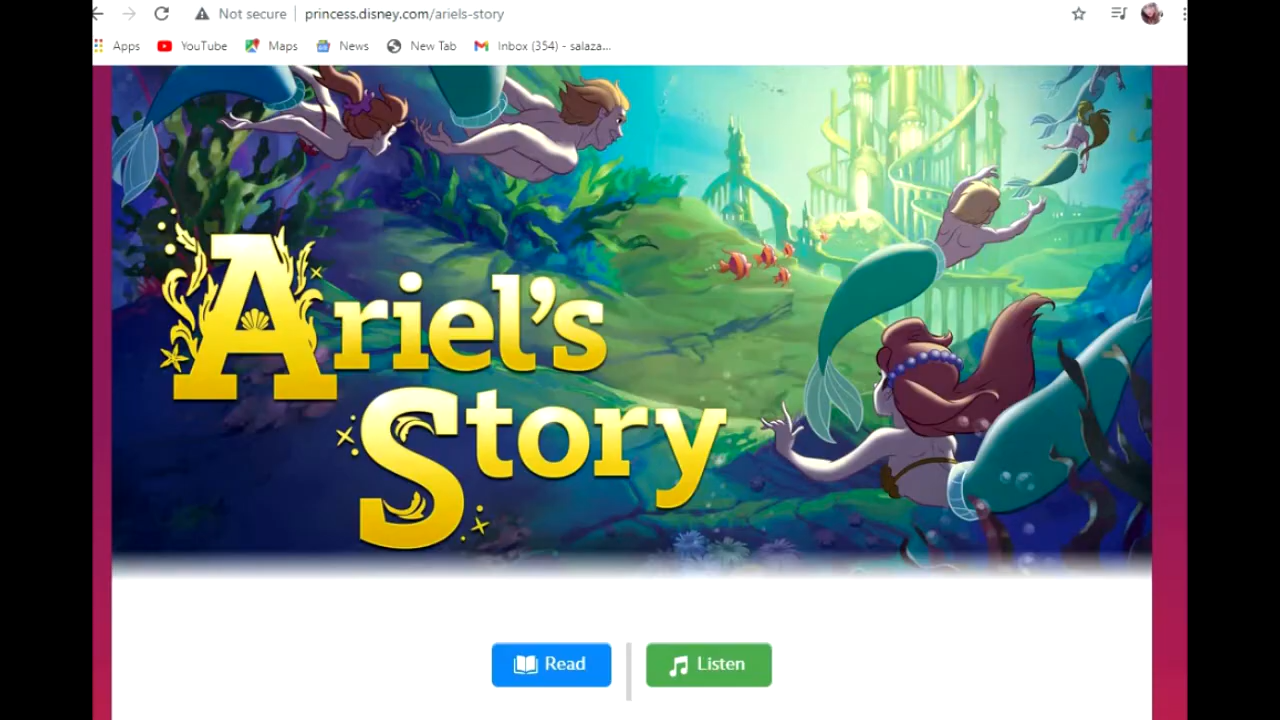 Not secure princess.disney.com/ariels-story
Apps YouTube Maps News New Tab Inbox (354) - salaza...
Ariel's
Story
Read Listen